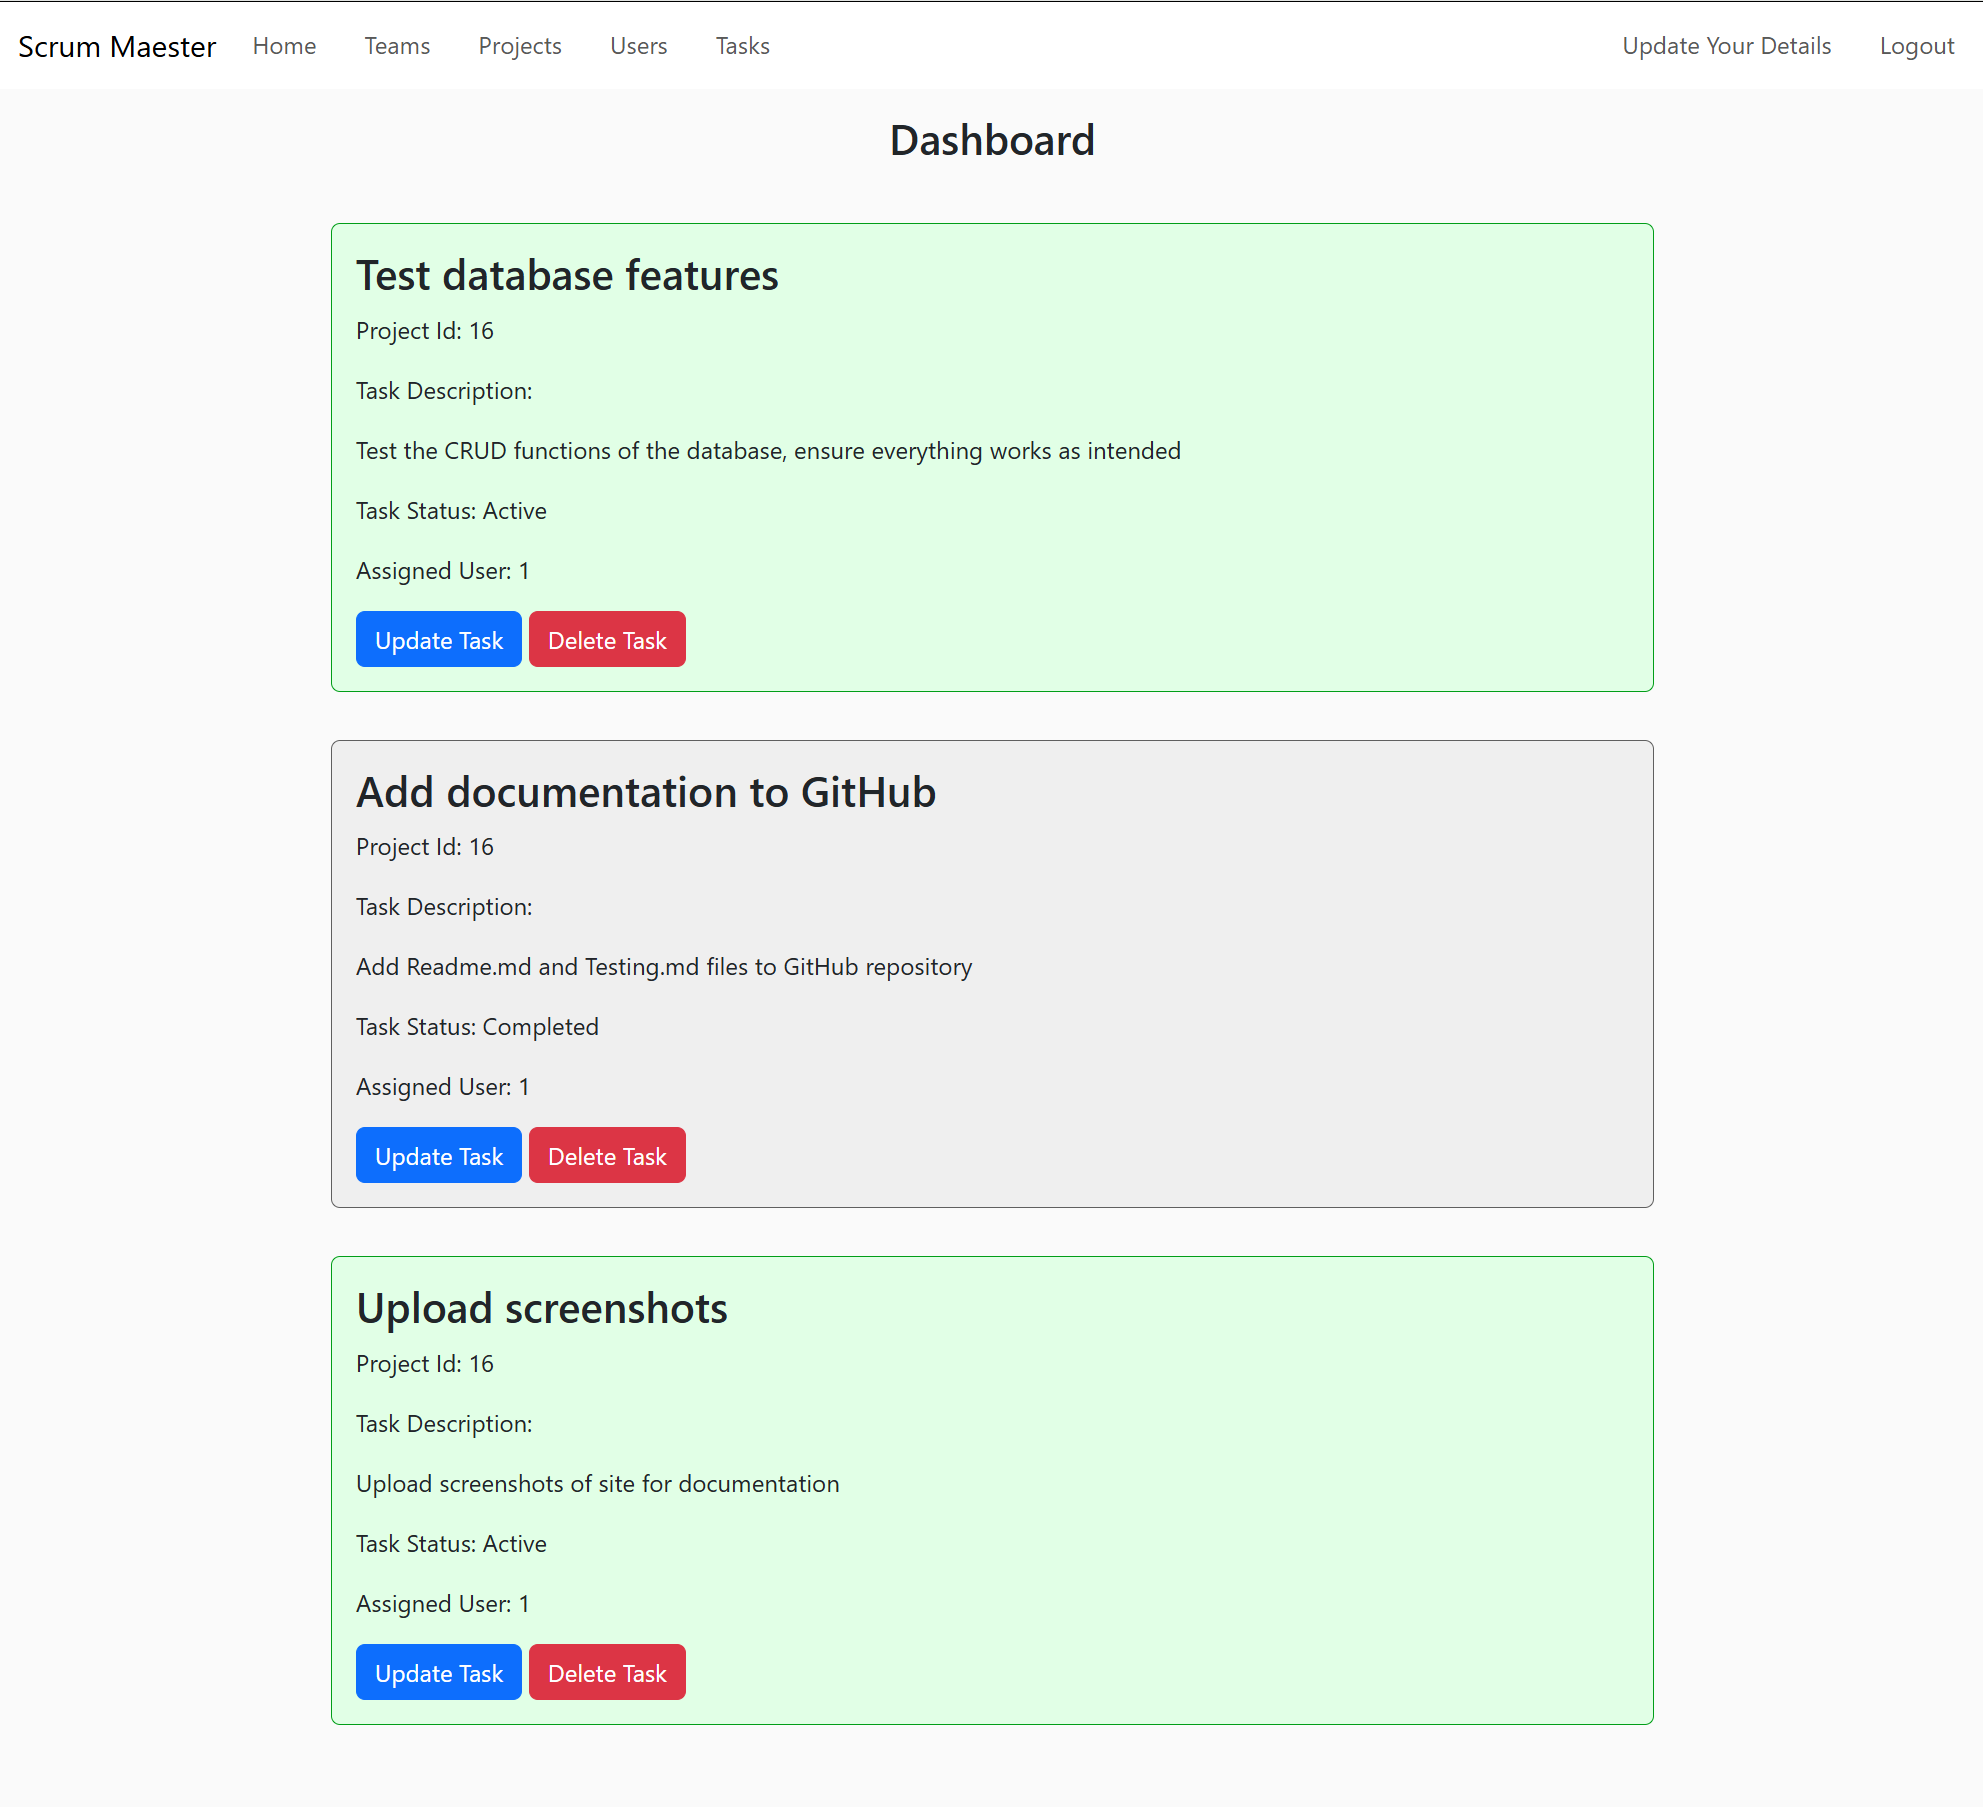 Scrum Maester Home Teams Projects Users Tasks Update Your Details Logout
Dashboard
Test database features
Project Id: 16
Task Description:
Test the CRUD functions of the database, ensure everything works as intended
Task Status: Active
Assigned User: 1
Update Task Delete Task
Add documentation to GitHub
Project Id: 16
Task Description:
Add Readme.md and Testing.md files to GitHub repository
Task Status: Completed
Assigned User: 1
Update Task Delete Task
Upload screenshots
Project Id: 16
Task Description:
Upload screenshots of site for documentation
Task Status: Active
Assigned User: 1
Update Task Delete Task